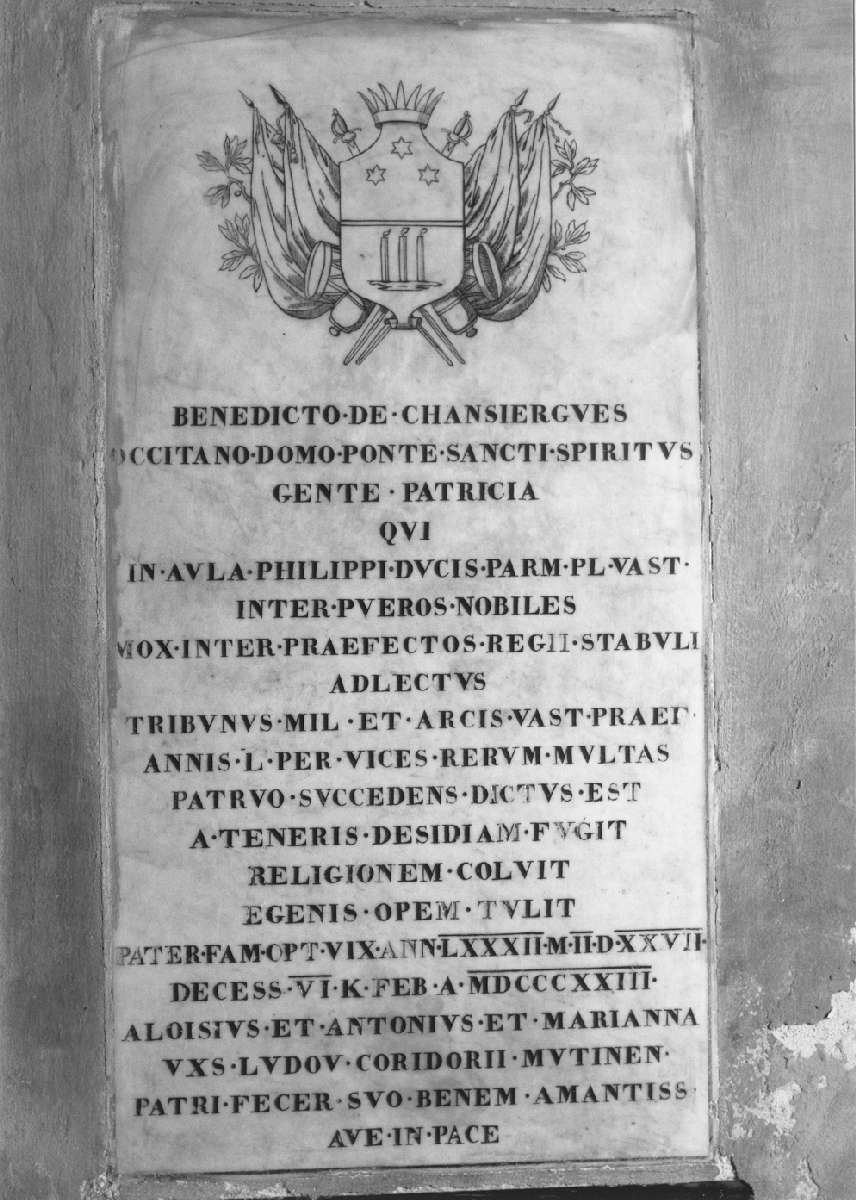 BENEDICTO·DE·CHANSIERGVES
OCCITANO·DOMO·PONTE·SANCTI·SPIRITVS
GENTE·PATRICIA
QVI
IN·AVLA·PHILIPPI·DVCIS·PARM·PL·VAST·
INTER·PVEROS·NOBILES
MOX·INTER·PRAEFECTOS·REGII·STABVLI
ADLECTVS
TRIBVNVS·MIL·ET·ARCIS·VAST·PRAEF·
ANNIS·L·PER·VICES·RERVM·MVLTAS
PATRVO·SVCCEDENS·DICTVS·EST
A·TENERIS·DESIDIAM·FVGIT
RELIGIONEM·COLVIT
EGENIS·OPEM·TVLIT
PATER·FAM·OPT·VIX·ANN·LXXXII·M·II·D·XXVII·
DECESS·VI·K·FEB·A·MDCCCXXIII·
ALOISIVS·ET·ANTONIVS·ET·MARIANNA
VXS·LVDOV·CORIDORII·MVTINEN·
PATRI·FECER·SVO·BENEM·AMANTISS
AVE·IN·PACE